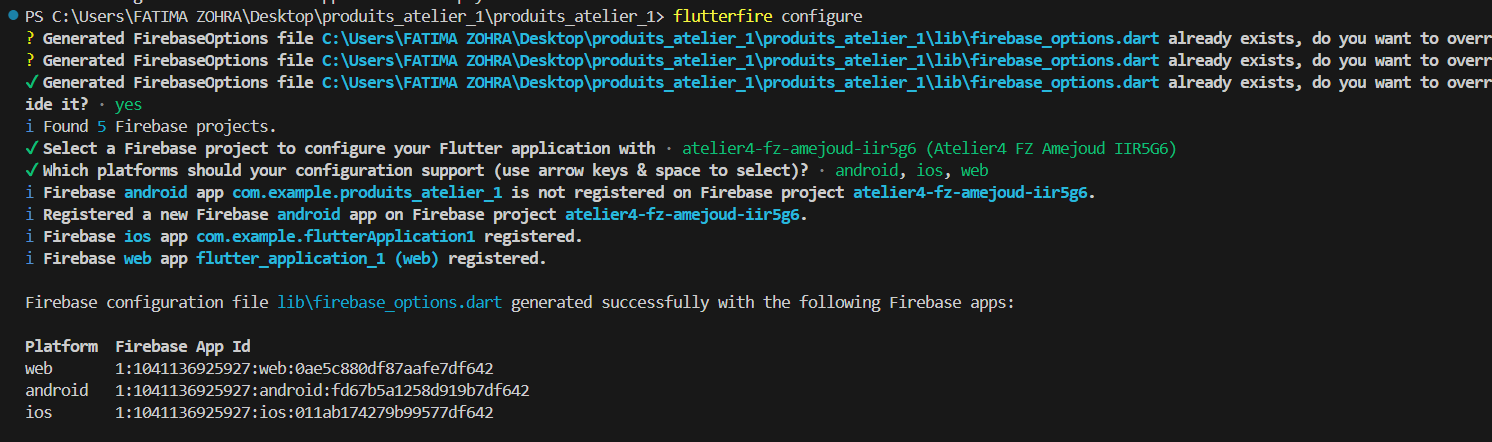 PS C:\Users\FATIMA ZOHRA\Desktop\produits_atelier_1\produits_atelier_1> flutterfire configure
? Generated FirebaseOptions file C:\Users\FATIMA ZOHRA\Desktop\produits_atelier_1\produits_atelier_1\lib\firebase_options.dart already exists, do you want to overr
? Generated FirebaseOptions file C:\Users\FATIMA ZOHRA\Desktop\produits_atelier_1\produits_atelier_1\lib\firebase_options.dart already exists, do you want to overr
✓ Generated FirebaseOptions file C:\Users\FATIMA ZOHRA\Desktop\produits_atelier_1\produits_atelier_1\lib\firebase_options.dart already exists, do you want to overr
ide it? · yes
i Found 5 Firebase projects.
✓ Select a Firebase project to configure your Flutter application with · atelier4-fz-amejoud-iir5g6 (Atelier4 FZ Amejoud IIR5G6)
✓ Which platforms should your configuration support (use arrow keys & space to select)? · android, ios, web
i Firebase android app com.example.produits_atelier_1 is not registered on Firebase project atelier4-fz-amejoud-iir5g6.
i Registered a new Firebase android app on Firebase project atelier4-fz-amejoud-iir5g6.
i Firebase ios app com.example.flutterApplication1 registered.
i Firebase web app flutter_application_1 (web) registered.
Firebase configuration file lib\firebase_options.dart generated successfully with the following Firebase apps:
Platform  Firebase App Id
web       1:1041136925927:web:0ae5c880df87aafe7df642
android   1:1041136925927:android:fd67b5a1258d919b7df642
ios       1:1041136925927:ios:011ab174279b99577df642